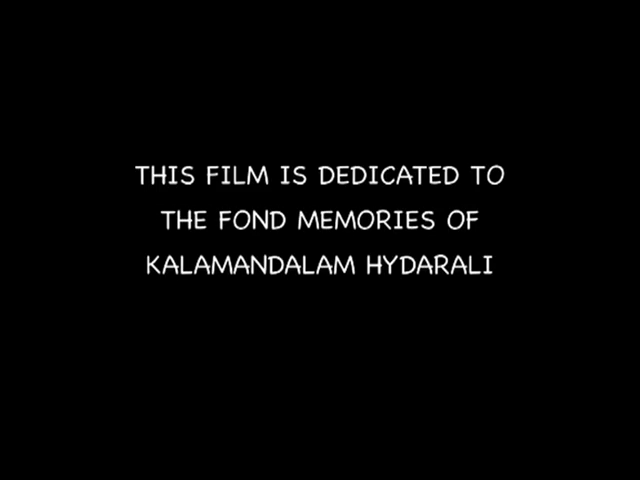 THIS FILM IS DEDICATED TO
THE FOND MEMORIES OF
KALAMANDALAM HYDARALI